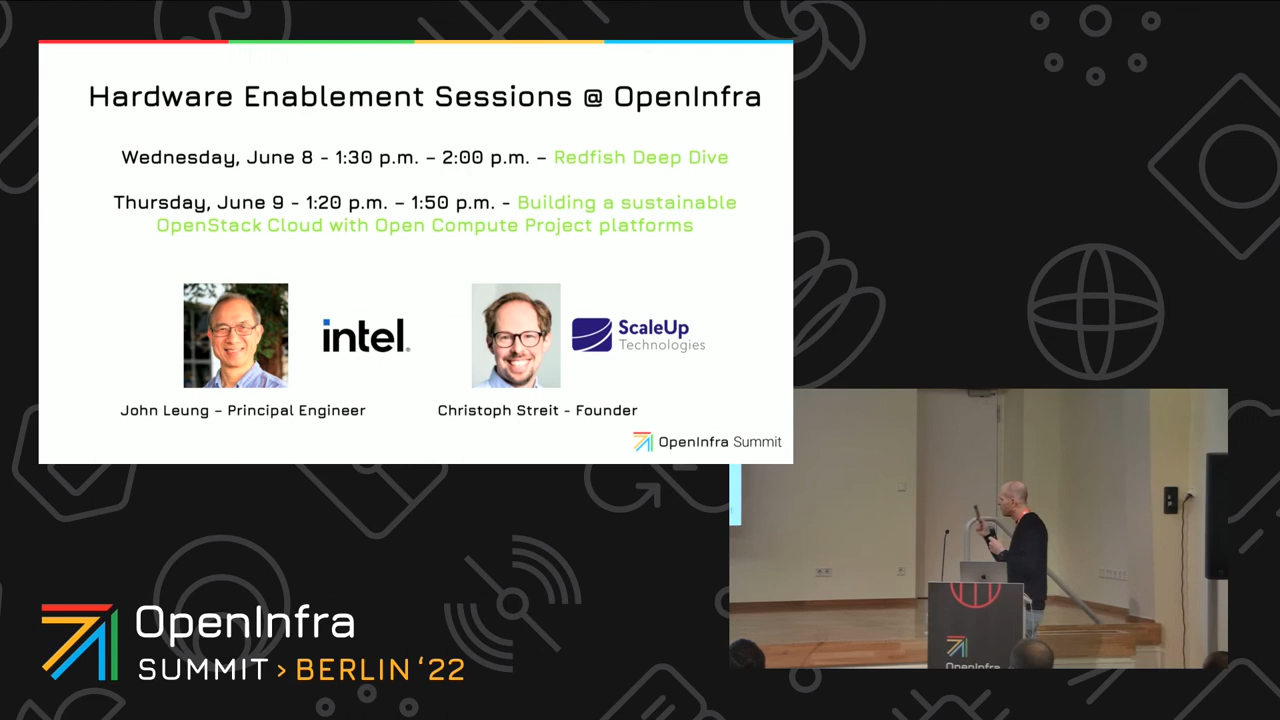 Hardware Enablement Sessions @ OpenInfra
Wednesday, June 8 - 1:30 p.m. – 2:00 p.m. – Redfish Deep Dive
Thursday, June 9 - 1:20 p.m. – 1:50 p.m. - Building a sustainable
OpenStack Cloud with Open Compute Project platforms
intel.
ScaleUp
Technologies
John Leung – Principal Engineer
Christoph Streit - Founder
OpenInfra Summit
OpenInfra
OpenInfra
SUMMIT > BERLIN ‘22